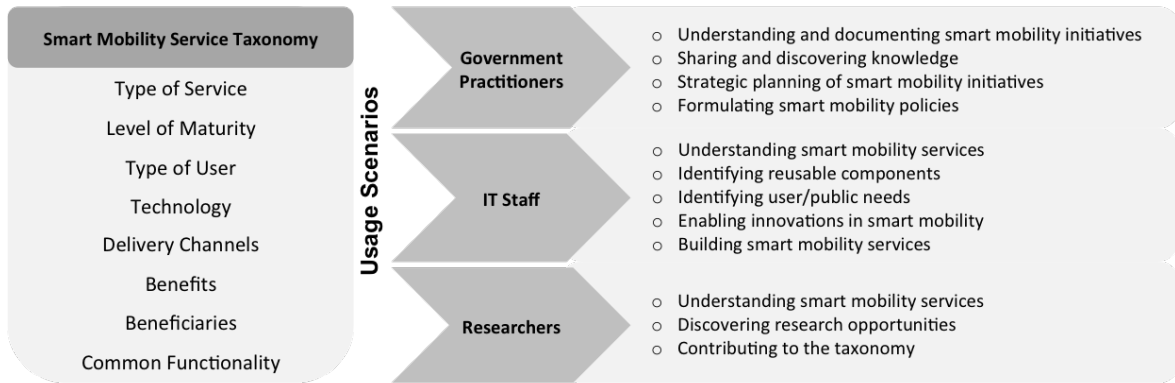 Smart Mobility Service Taxonomy
Type of Service
Level of Maturity
Type of User
Technology
Delivery Channels
Benefits
Beneficiaries
Common Functionality
Usage Scenarios
Government
Practitioners
o Understanding and documenting smart mobility initiatives
o Sharing and discovering knowledge
o Strategic planning of smart mobility initiatives
o Formulating smart mobility policies
IT Staff
o Understanding smart mobility services
o Identifying reusable components
o Identifying user/public needs
o Enabling innovations in smart mobility
o Building smart mobility services
Researchers
o Understanding smart mobility services
o Discovering research opportunities
o Contributing to the taxonomy